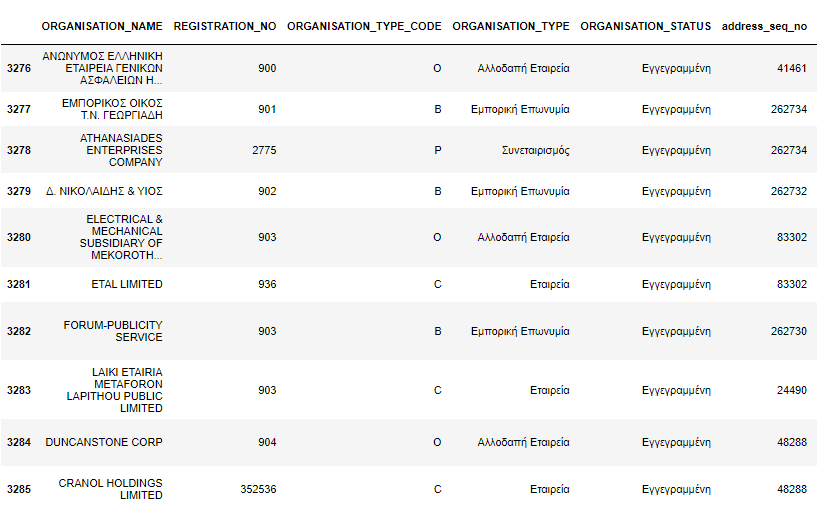 ORGANISATION_NAME REGISTRATION_NO ORGANISATION_TYPE_CODE ORGANISATION_TYPE ORGANISATION_STATUS address_seq_no
ΑΝΩΝΥΜΟΣ ΕΛΛΗΝΙΚΗ
3276 ΕΤΑΙΡΕΙΑ ΓΕΝΙΚΩΝ 900 O Αλλοδαπή Εταιρεία Εγγεγραμμένη 41461
ΑΣΦΑΛΕΙΩΝ Η...
3277 ΕΜΠΟΡΙΚΟΣ ΟΙΚΟΣ 901 B Εμπορική Επωνυμία Εγγεγραμμένη 262734
Τ.Ν. ΓΕΩΡΓΙΑΔΗ
ATHANASIADES
3278 ENTERPRISES 2775 P Συνεταιρισμός Εγγεγραμμένη 262734
COMPANY
3279 Δ. ΝΙΚΟΛΑΙΔΗΣ & ΥΙΟΣ 902 B Εμπορική Επωνυμία Εγγεγραμμένη 262732
ELECTRICAL &
MECHANICAL
3280 SUBSIDIARY OF 903 O Αλλοδαπή Εταιρεία Εγγεγραμμένη 83302
MEKOROTH...
3281 ETAL LIMITED 936 C Εταιρεία Εγγεγραμμένη 83302
3282 FORUM-PUBLICITY 903 B Εμπορική Επωνυμία Εγγεγραμμένη 262730
SERVICE
LAIKI ETAIRIA
METAFORON
3283 LAPITHOU PUBLIC 903 C Εταιρεία Εγγεγραμμένη 24490
LIMITED
3284 DUNCANSTONE CORP 904 O Αλλοδαπή Εταιρεία Εγγεγραμμένη 48288
3285 CRANOL HOLDINGS 352536 C Εταιρεία Εγγεγραμμένη 48288
LIMITED